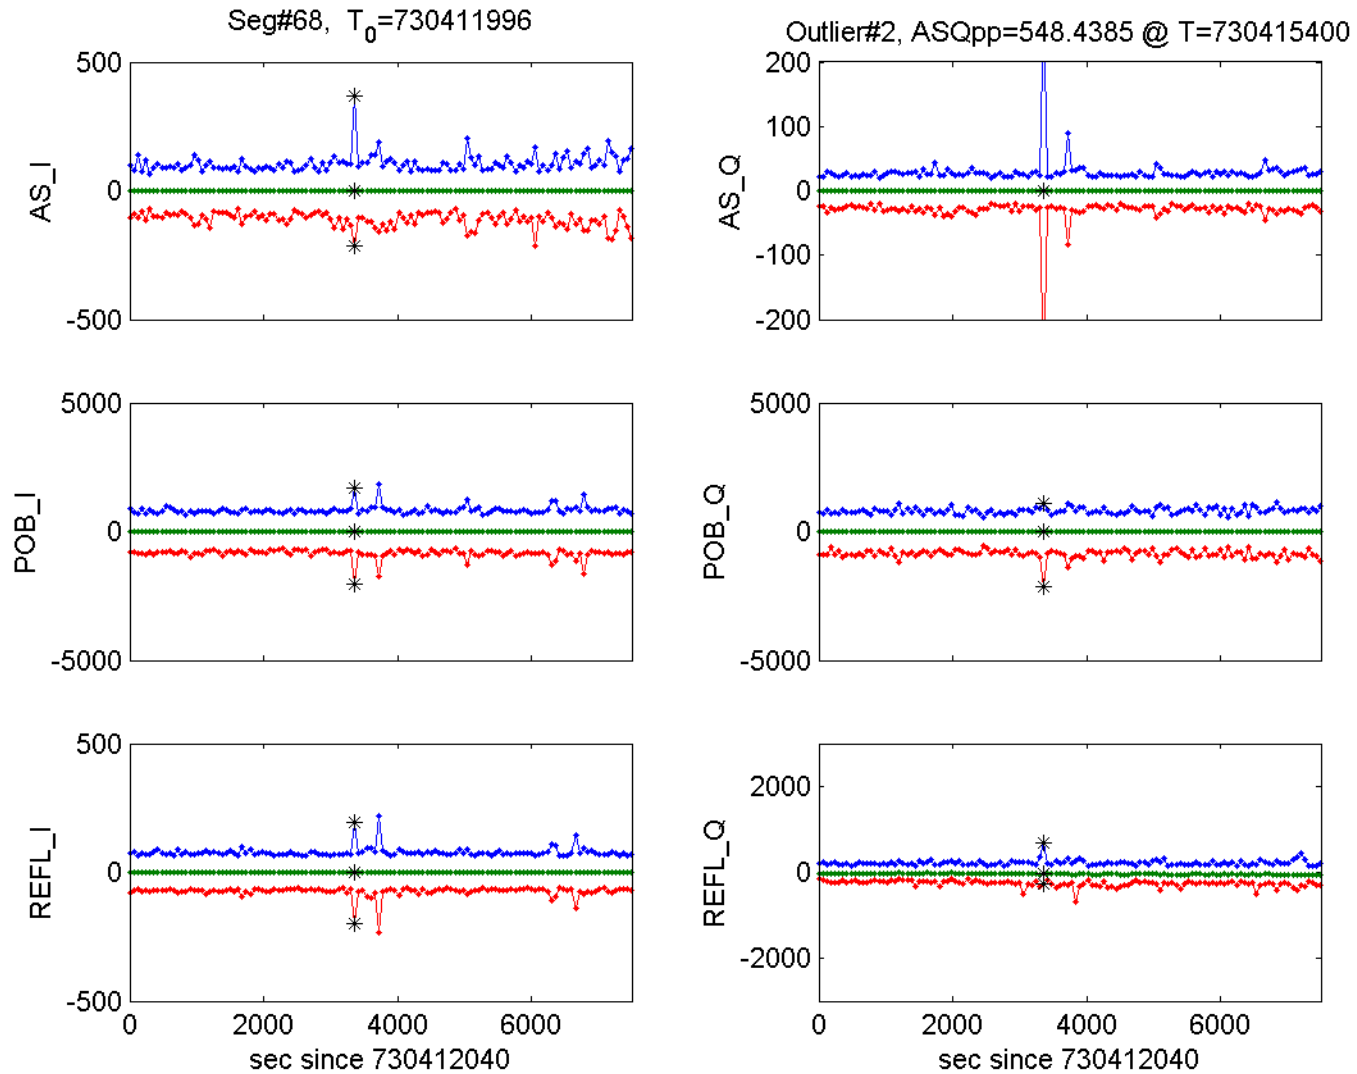 Seg#68, T0=730411996
Outlier#2, ASQpp=548.4385 @ T=730415400
AS_I
500
0
-500
AS_Q
200
100
0
-100
-200
POB_I
5000
0
-5000
POB_Q
5000
0
-5000
REFL_I
500
0
-500
0 2000 4000 6000
sec since 730412040
REFL_Q
2000
0
-2000
0 2000 4000 6000
sec since 730412040